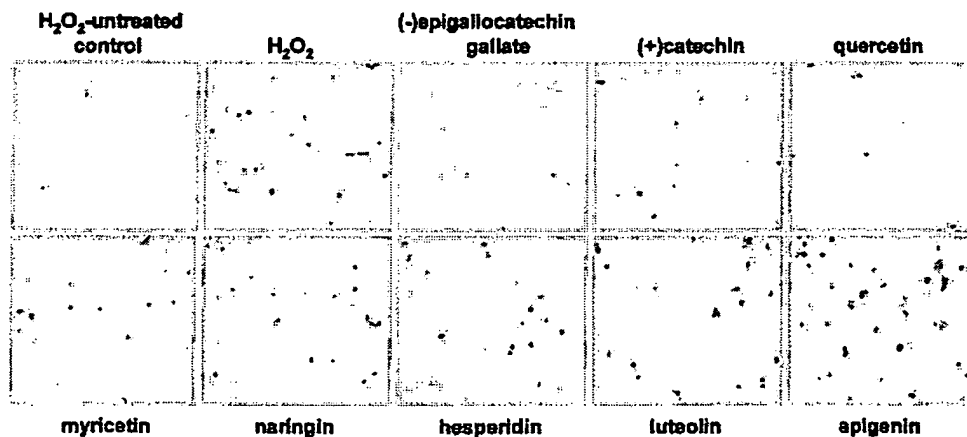 H₂O₂-untreated
control
H₂O₂
(-)epigallocatechin
gallate
(+)catechin
quercetin
myricetin
naringin
hesperidin
luteolin
apigenin